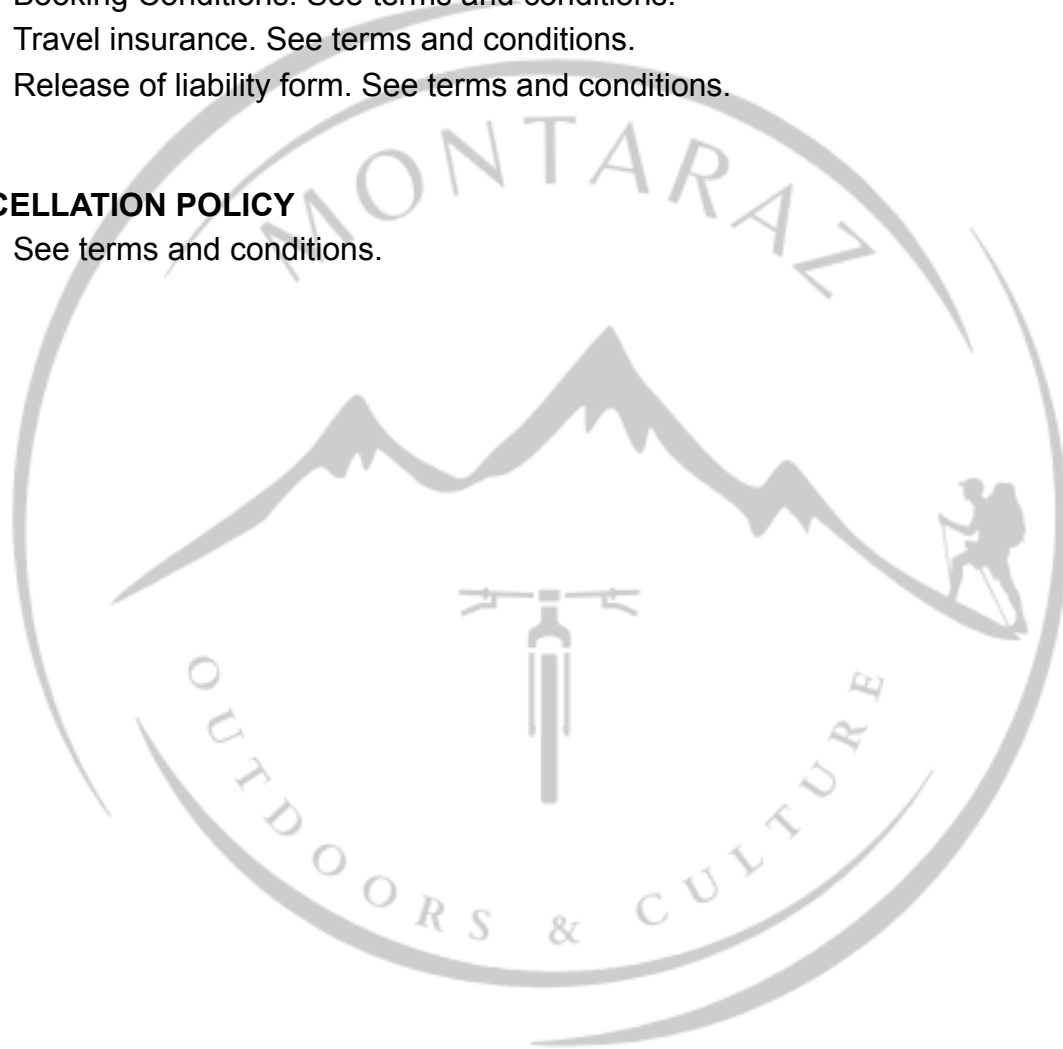 Booking Conditions. See terms and conditions.
Travel insurance. See terms and conditions.
Release of liability form. See terms and conditions.
CELLATION POLICY
See terms and conditions.
MONTARAZ
OUTDOORS & CULTURE